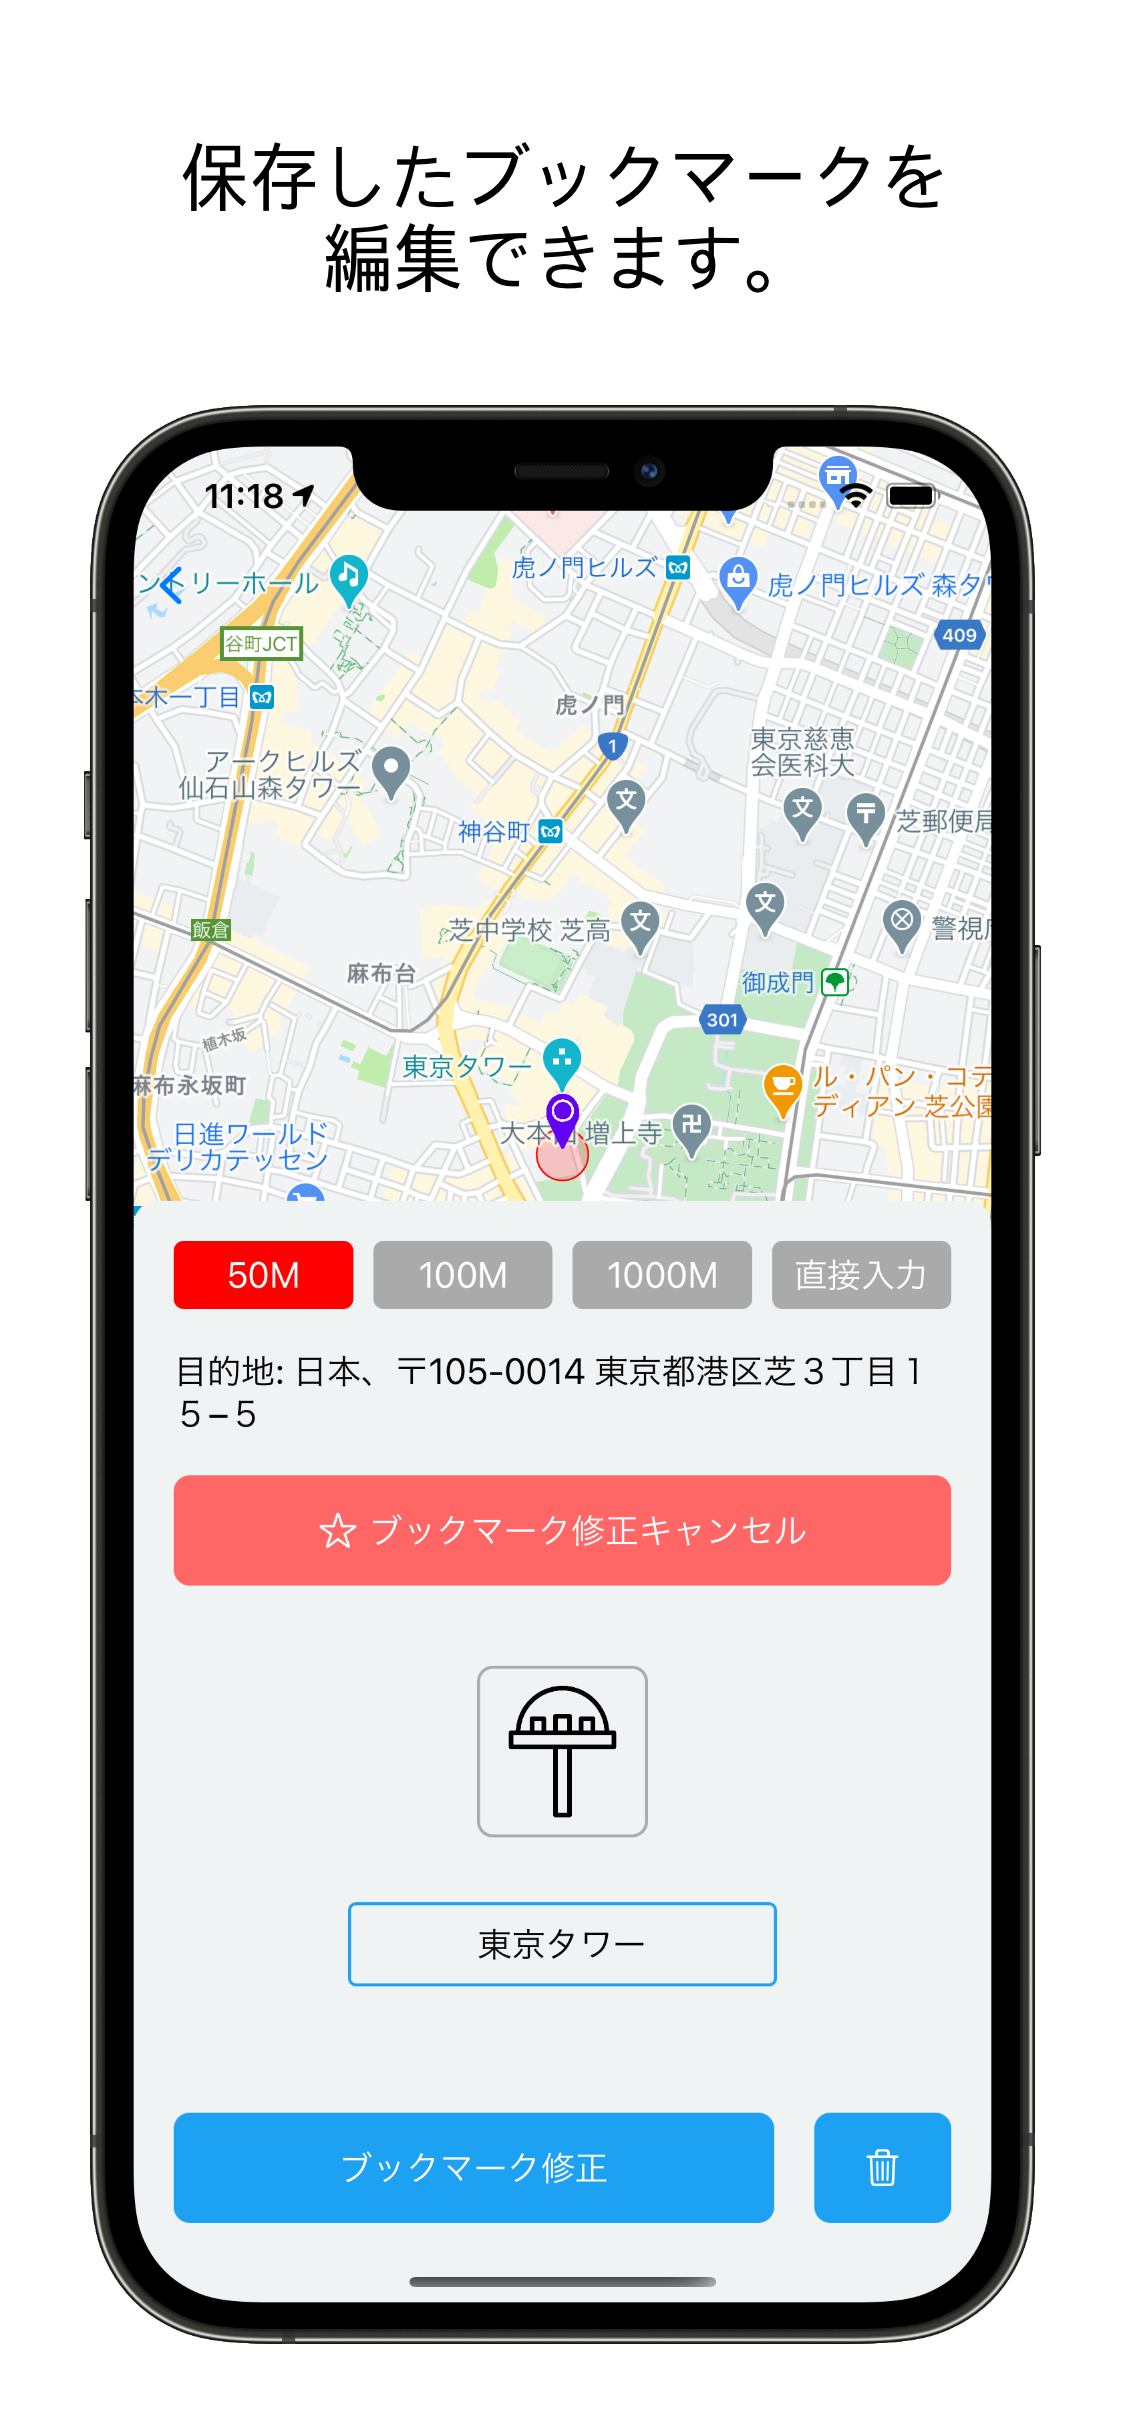 保存したブックマークを
編集できます。
11:18
ントリーホール
虎ノ門ヒルズ
虎ノ門ヒルズ 森タ
409
谷町JCT
木一丁目
虎ノ門
1
東京慈恵
会医科大
アークヒルズ
仙石山森タワー
文
文
芝郵便局
神谷町
文
芝中学校 芝高
文
警視
飯倉
麻布台
御成門
301
植木坂
東京タワー
麻布永坂町
ル・パン・コテ
ディアン 芝公園
大本山 増上寺
日進ワールド
デリカテッセン
50M
100M
1000M
直接入力
目的地: 日本、〒105-0014 東京都港区芝３丁目１
５−５
ブックマーク修正キャンセル
東京タワー
ブックマーク修正